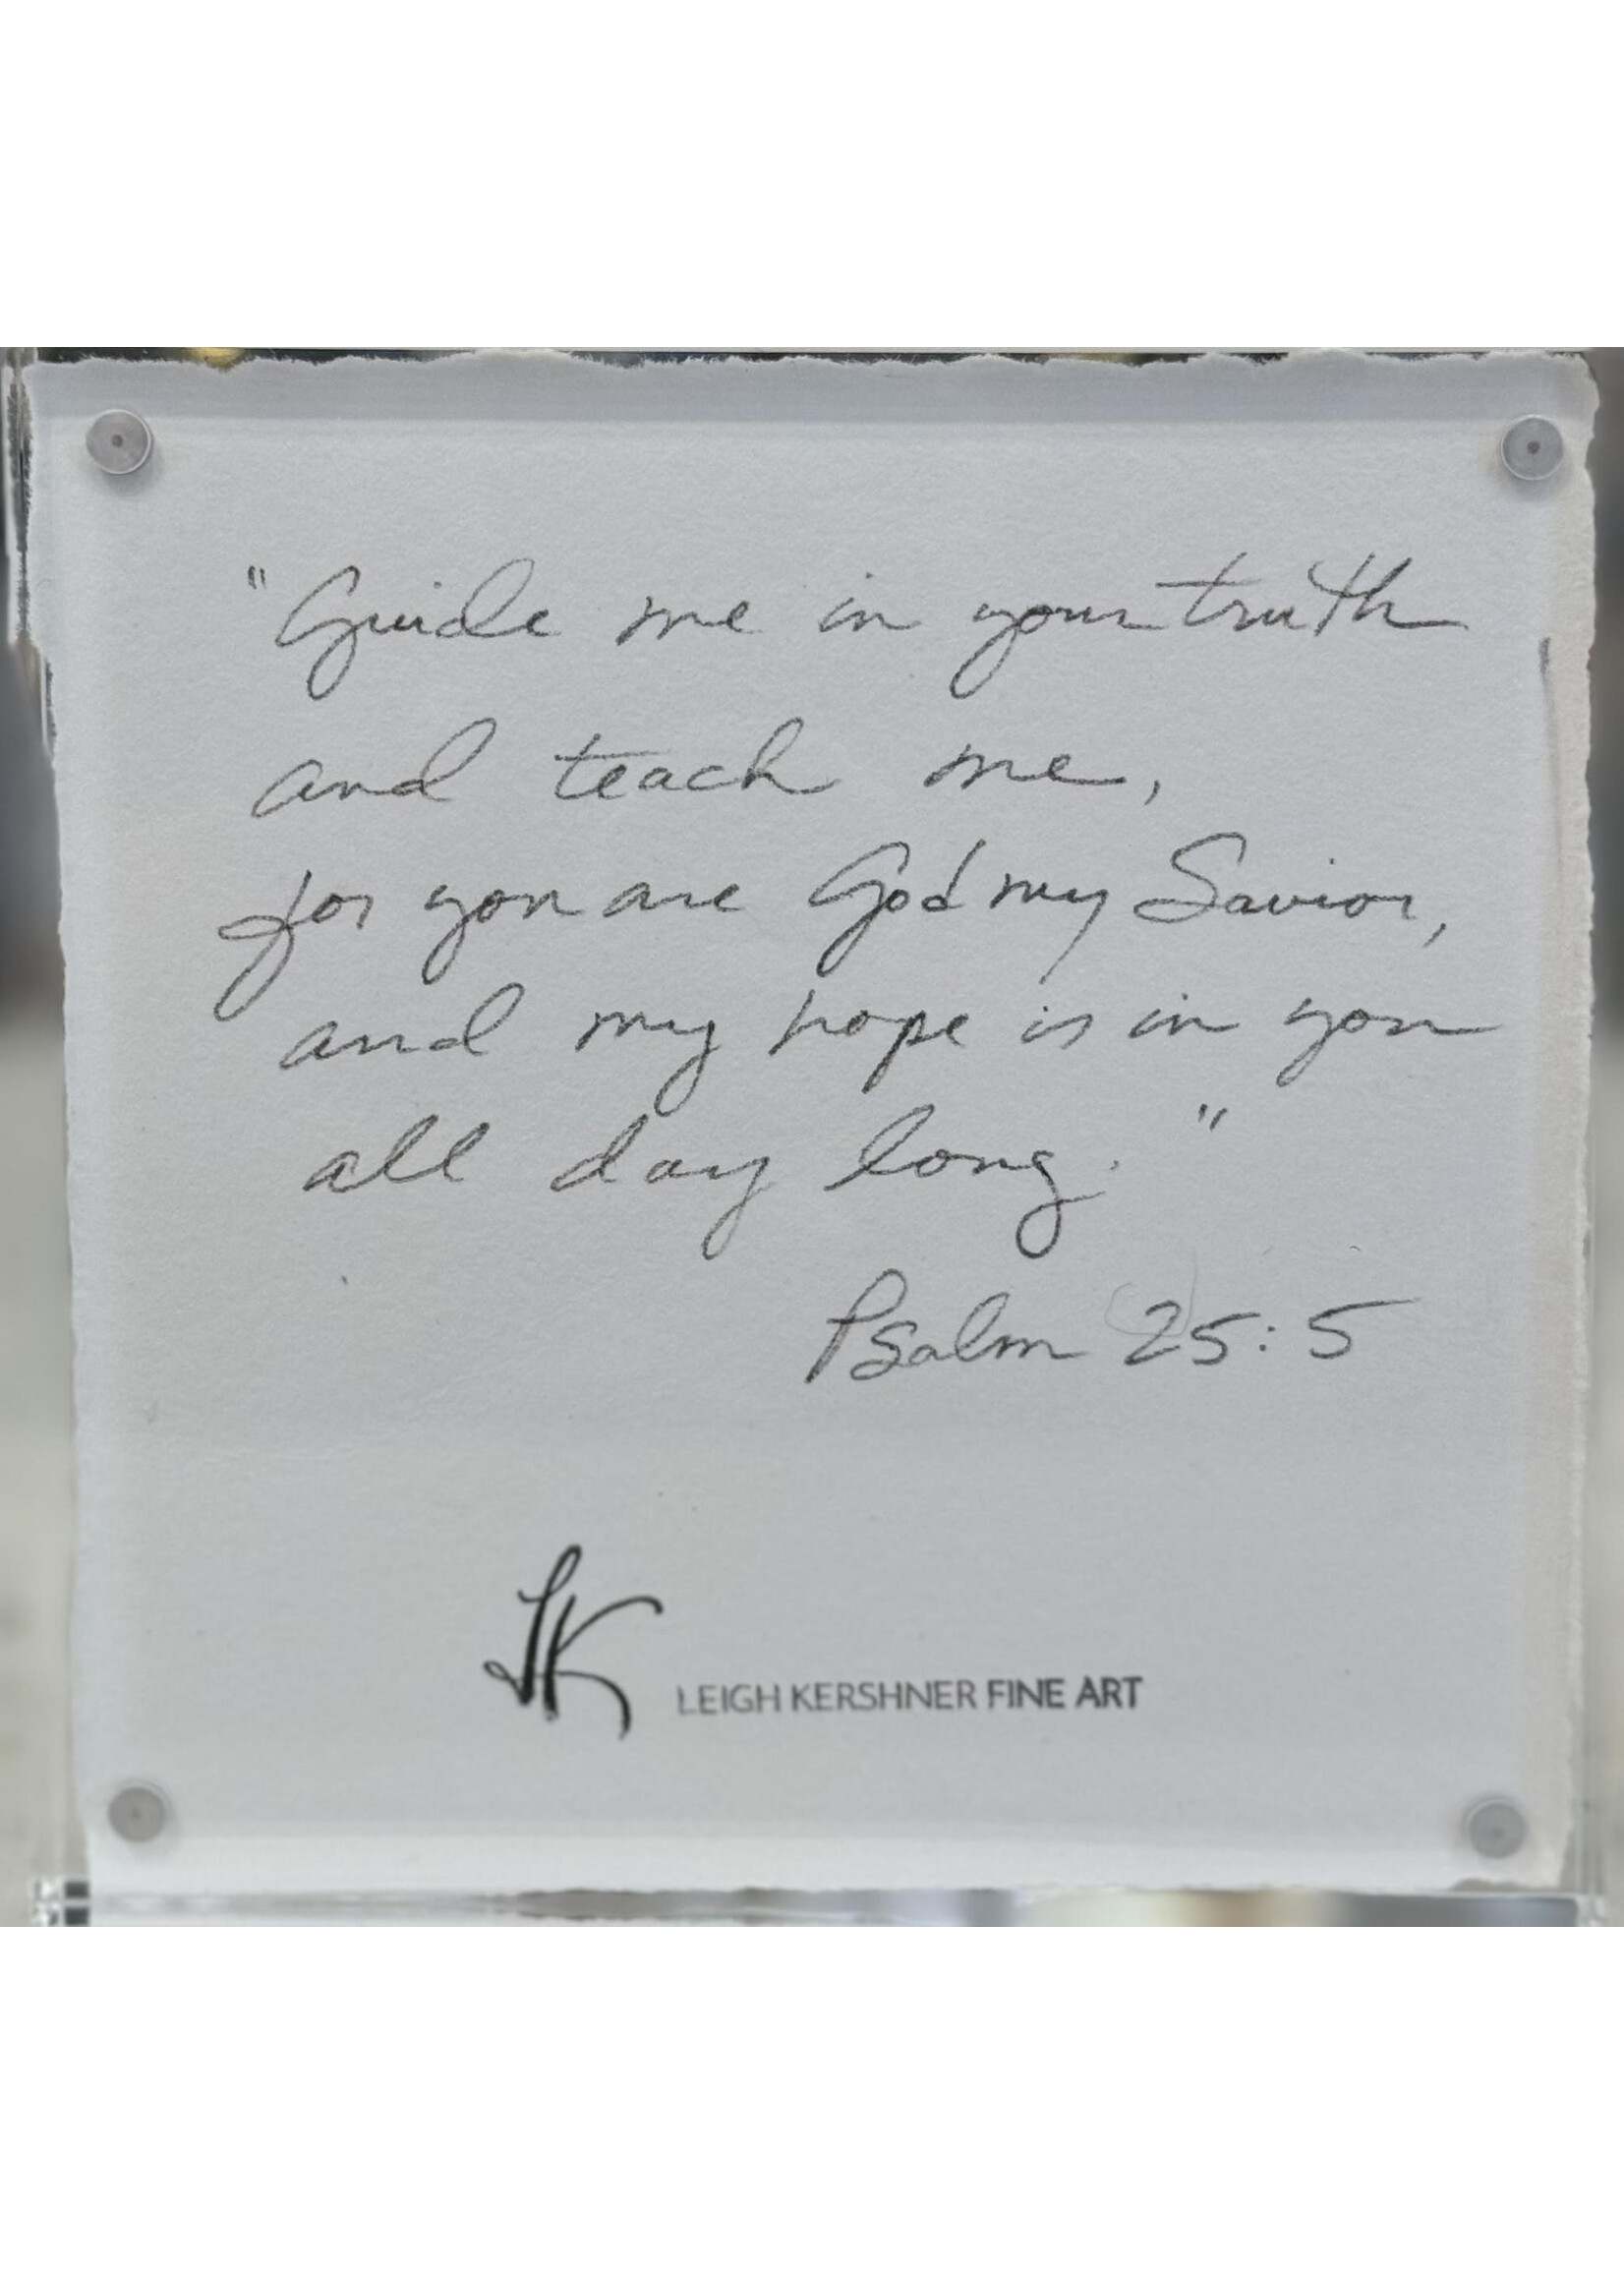 "Guide me in your truth
and teach me,
for you are God my Savior,
and my hope is in you
all day long."
Psalm 25:5
LK LEIGH KERSHNER FINE ART